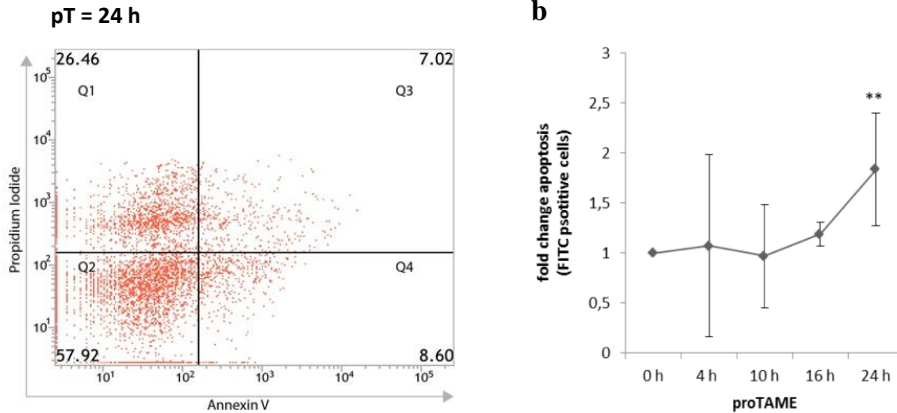 pT = 24 h
26.46 7.02
Q1 Q3
10⁵
10⁴
10³
10²
10¹
Propidium Iodide
Q2 Q4
57.92 8.60
10¹ 10² 10³ 10⁴ 10⁵
Annexin V
b
3
2,5
2
1,5
1
0,5
0
fold change apoptosis
(FITC psotitive cells)
**
0 h 4 h 10 h 16 h 24 h
proTAME